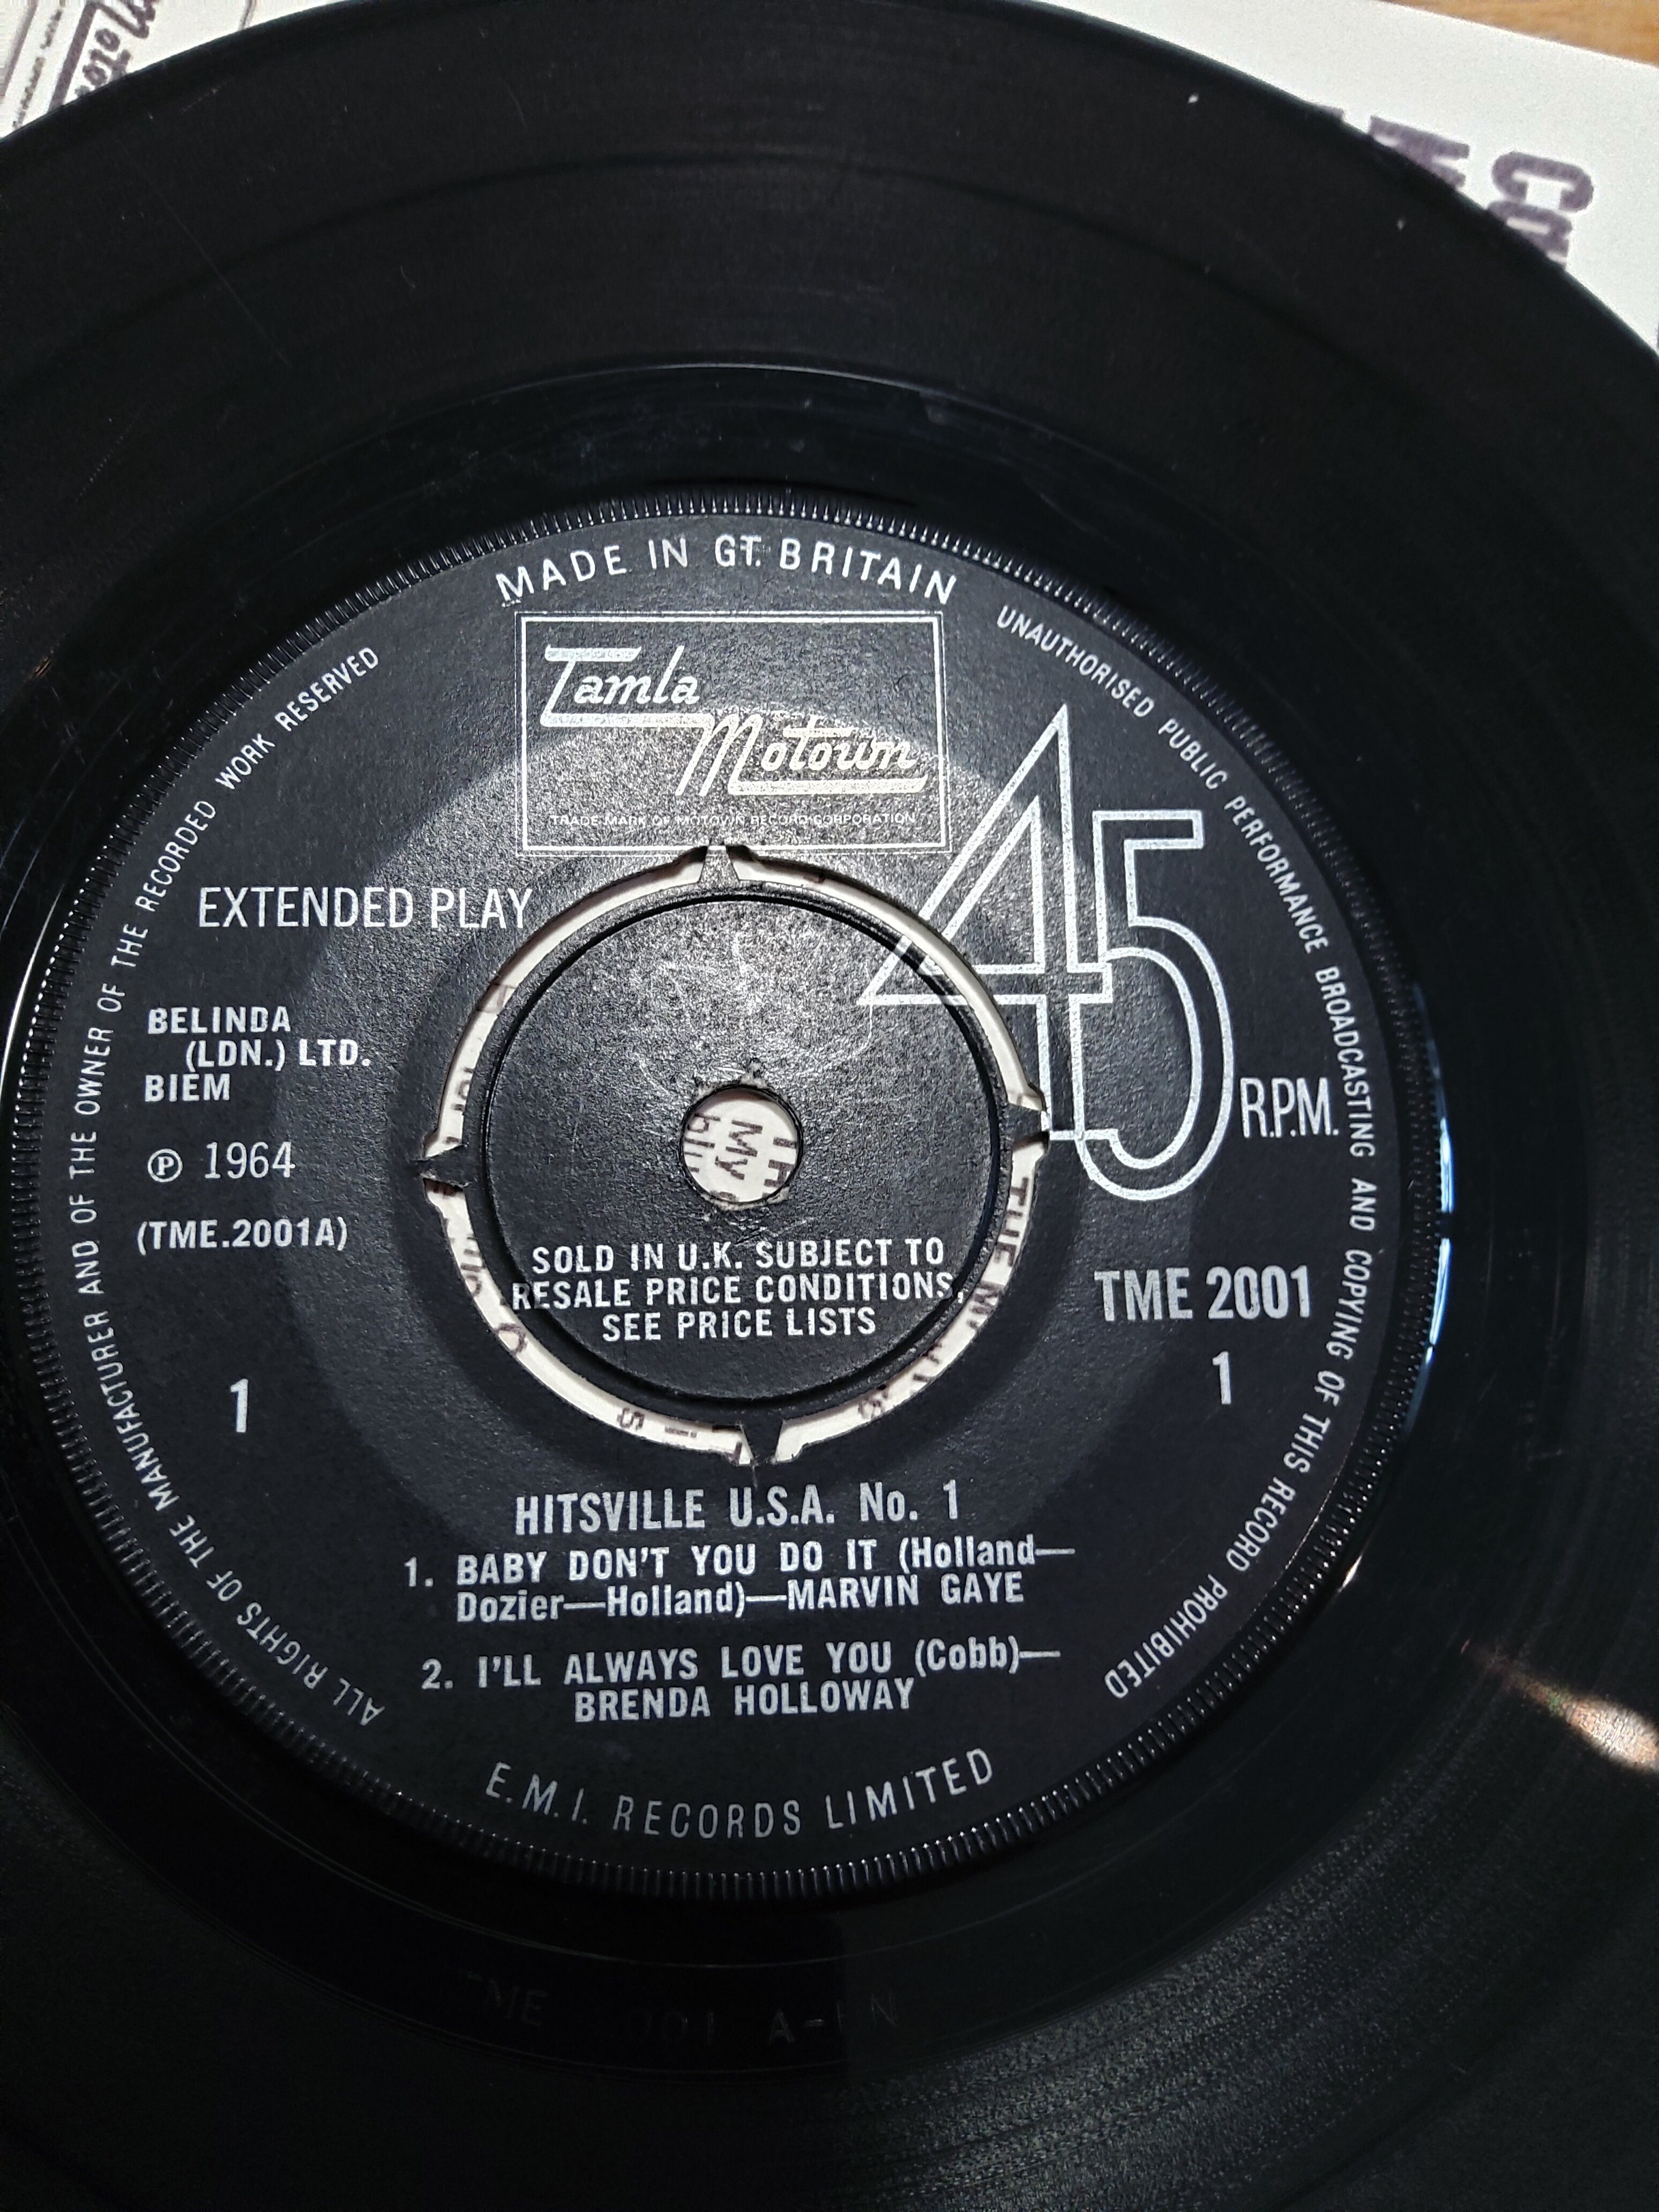 MADE IN GT. BRITAIN
Tamla
Motown
TRADE MARK OF MOTOWN RECORD CORPORATION
UNAUTHORISED PUBLIC PERFORMANCE BROADCASTING AND COPYING OF THIS RECORD PROHIBITED
ALL RIGHTS OF THE MANUFACTURER AND OF THE OWNER OF THE RECORDED WORK RESERVED
EXTENDED PLAY
45
R.P.M.
BELINDA
(LDN.) LTD.
BIEM
℗ 1964
(TME.2001A)
SOLD IN U.K. SUBJECT TO
RESALE PRICE CONDITIONS,
SEE PRICE LISTS
TME 2001
1
1
HITSVILLE U.S.A. No. 1
1. BABY DON'T YOU DO IT (Holland—
Dozier—Holland)—MARVIN GAYE
2. I'LL ALWAYS LOVE YOU (Cobb)—
BRENDA HOLLOWAY
E.M.I. RECORDS LIMITED
My